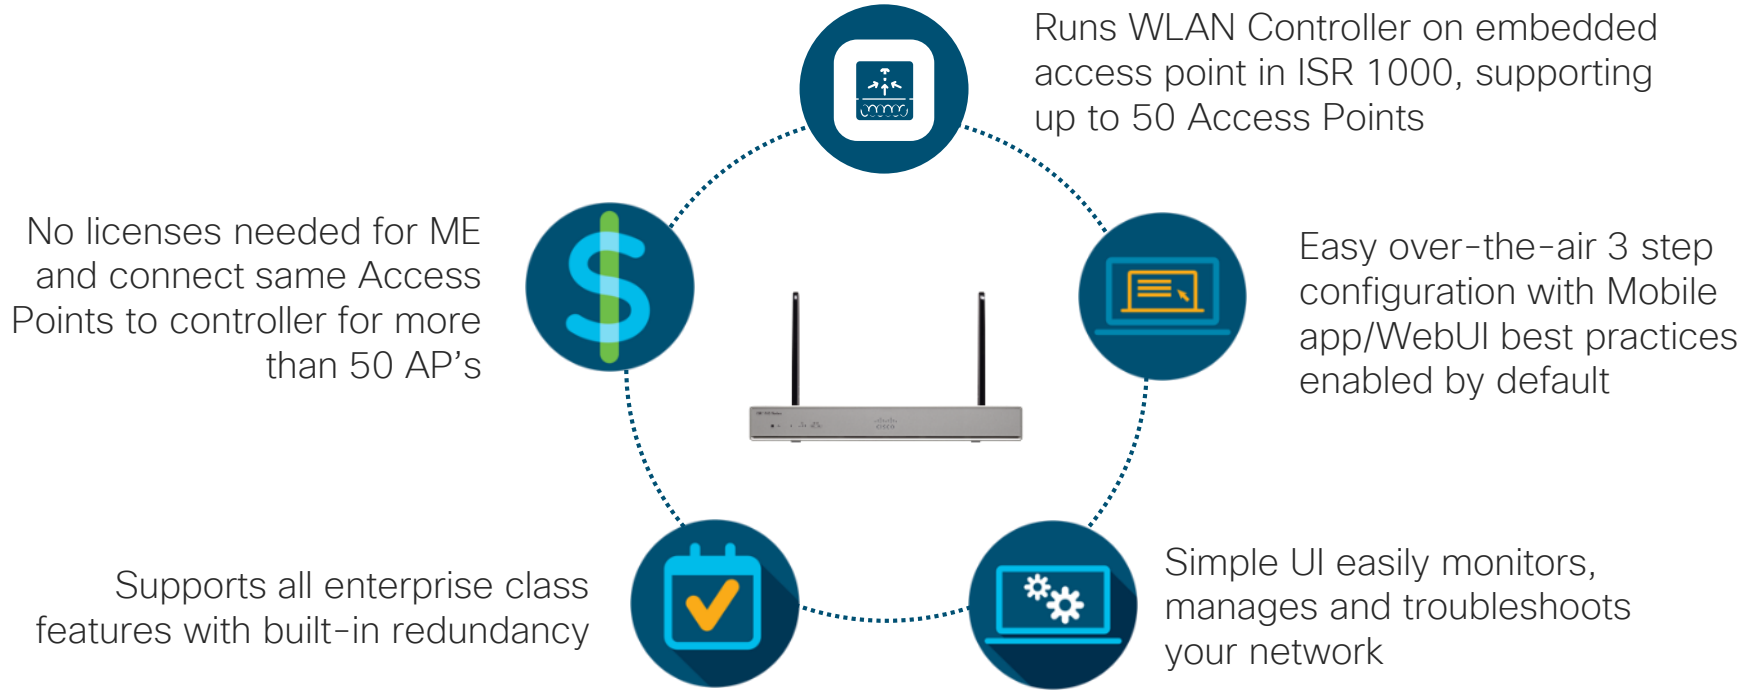 Runs WLAN Controller on embedded
access point in ISR 1000, supporting
up to 50 Access Points
No licenses needed for ME
and connect same Access
Points to controller for more
than 50 AP's
Easy over-the-air 3 step
configuration with Mobile
app/WebUI best practices
enabled by default
CISCO
Supports all enterprise class
features with built-in redundancy
Simple UI easily monitors,
manages and troubleshoots
your network